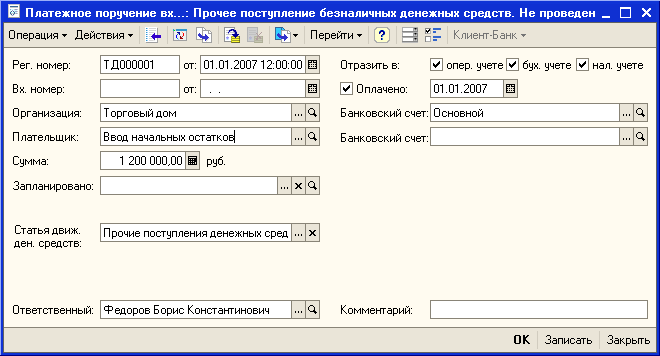 Платежное поручение вх...: Прочее поступление безналичных денежных средств. Не проведен
Операция Действия Перейти Клиент-Банк
Рег. номер: ТД000001 от: 01.01.2007 12:00:00 Отразить в: опер. учете бух. учете нал. учете
Вх. номер: от: . . Оплачено: 01.01.2007
Организация: Торговый дом Банковский счет: Основной
Плательщик: Ввод начальных остатков Банковский счет:
Сумма: 1 200 000,00 руб.
Запланировано:
Статья движ.
ден. средств: Прочие поступления денежных сред
Ответственный: Федоров Борис Константинович Комментарий:
OK Записать Закрыть